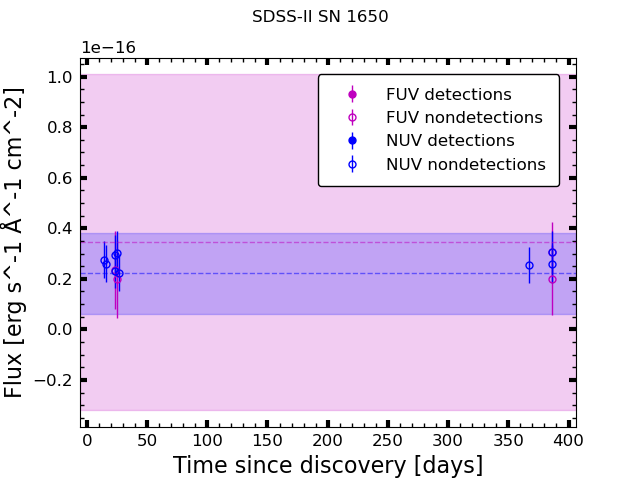 SDSS-II SN 1650
1e−16
FUV detections
FUV nondetections
NUV detections
NUV nondetections
1.0
0.8
0.6
0.4
0.2
0.0
−0.2
Flux [erg s^-1 Å^-1 cm^-2]
0 50 100 150 200 250 300 350 400
Time since discovery [days]